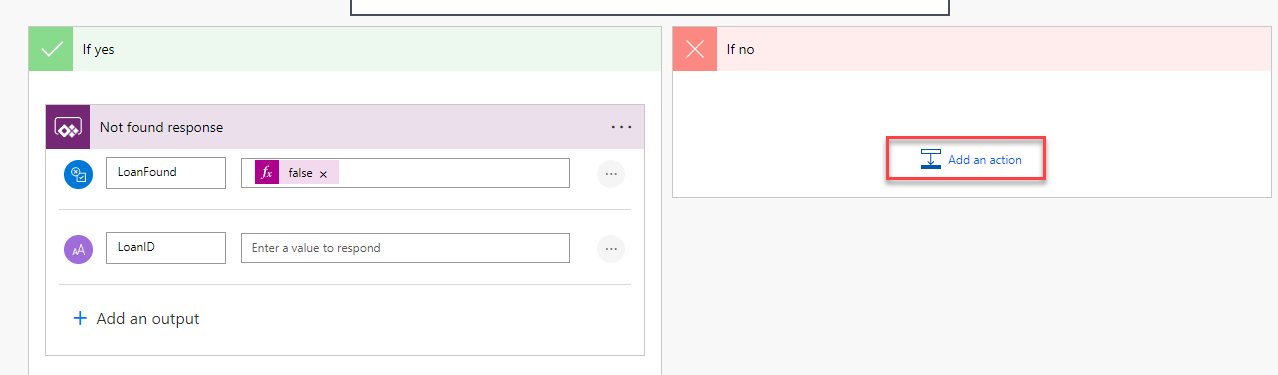 If yes
Not found response
LoanFound
fx false x
LoanID
Enter a value to respond
+ Add an output
If no
Add an action